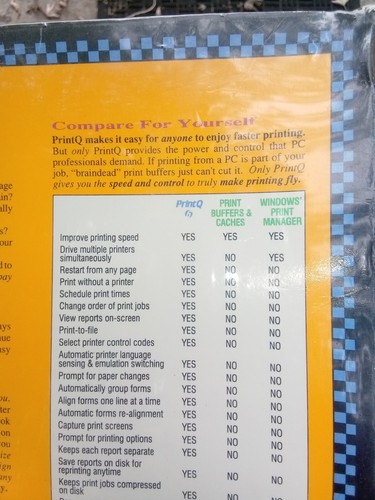 Compare For Yourself
PrintQ makes it easy for anyone to enjoy faster printing.
But only PrintQ provides the power and control that PC
professionals demand. If printing from a PC is part of your
job, "braindead" print buffers just can't cut it. Only PrintQ
gives you the speed and control to truly make printing fly.
PrintQ PRINT BUFFERS & CACHES WINDOWS PRINT MANAGER
Improve printing speed YES YES YES
Drive multiple printers
simultaneously YES NO YES
Restart from any page YES NO NO
Print without a printer YES NO NO
Schedule print times YES NO NO
Change order of print jobs YES NO NO
View reports on-screen YES NO NO
Print-to-file YES NO NO
Select printer control codes YES NO NO
Automatic printer language
sensing & emulation switching YES NO NO
Prompt for paper changes YES NO NO
Automatically group forms YES NO NO
Align forms one line at a time YES NO NO
Automatic forms re-alignment YES NO NO
Capture print screens YES NO NO
Prompt for printing options YES NO NO
Keeps each report separate YES NO NO
Save reports on disk for
reprinting anytime YES NO NO
Keeps print jobs compressed
on disk YES NO NO